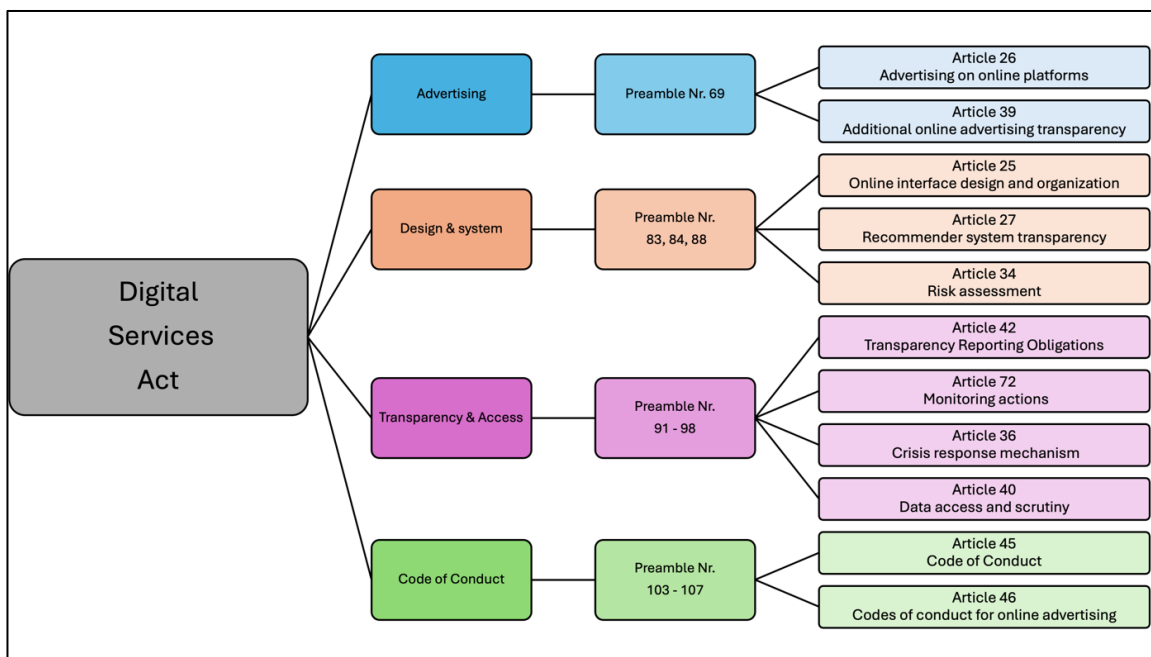 Digital
Services
Act
Advertising
Preamble Nr. 69
Article 26
Advertising on online platforms
Article 39
Additional online advertising transparency
Design & system
Preamble Nr.
83, 84, 88
Article 25
Online interface design and organization
Article 27
Recommender system transparency
Article 34
Risk assessment
Transparency & Access
Preamble Nr.
91 - 98
Article 42
Transparency Reporting Obligations
Article 72
Monitoring actions
Article 36
Crisis response mechanism
Article 40
Data access and scrutiny
Code of Conduct
Preamble Nr.
103 - 107
Article 45
Code of Conduct
Article 46
Codes of conduct for online advertising